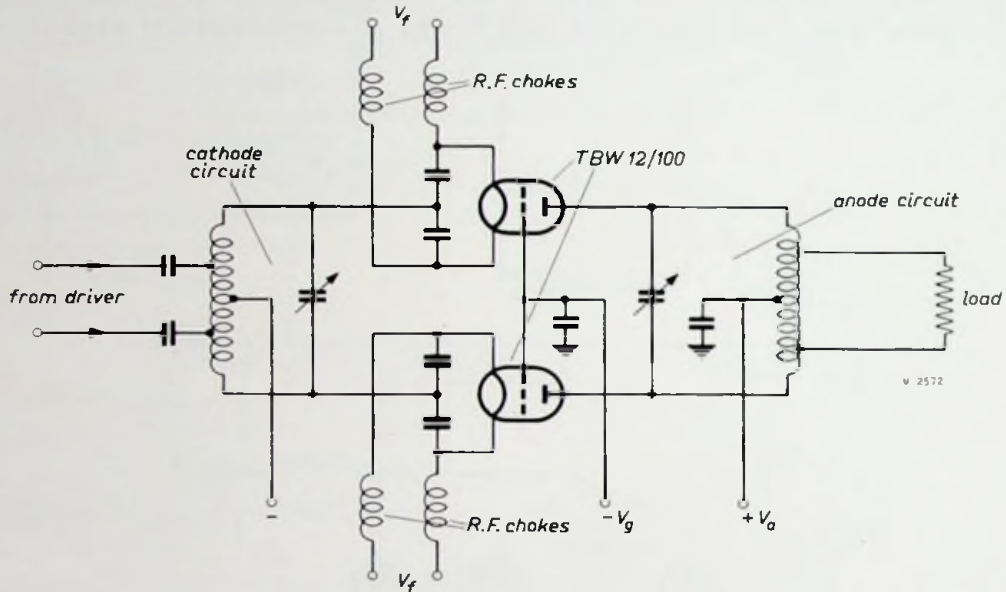 V_f
R.F. chokes
cathode
circuit
TBW 12/100
anode circuit
from driver
load
V 2572
-
R.F. chokes
- V_g
+ V_a
V_f